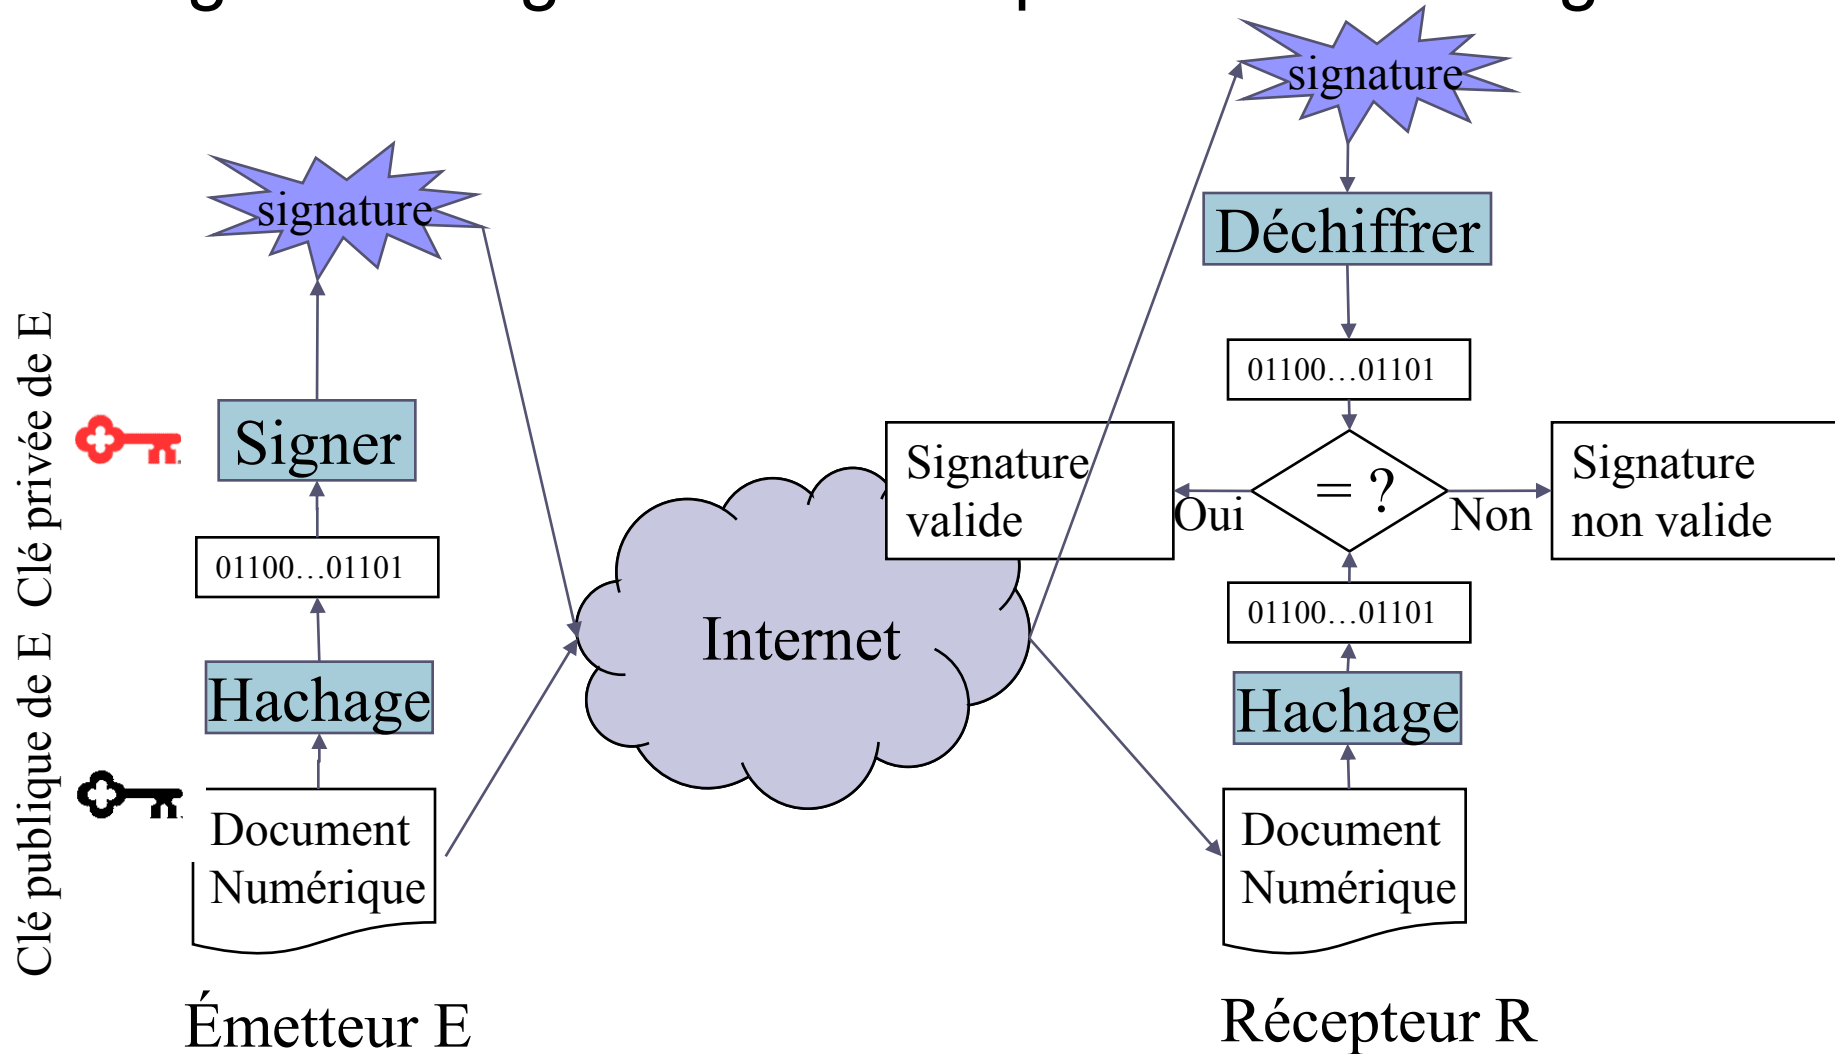 signature
signature
Déchiffrer
01100…01101
Clé privée de E
Signer
Signature
valide
Oui
= ?
Non
Signature
non valide
01100…01101
01100…01101
Internet
Clé publique de E
Hachage
Hachage
Document
Numérique
Document
Numérique
Émetteur E
Récepteur R